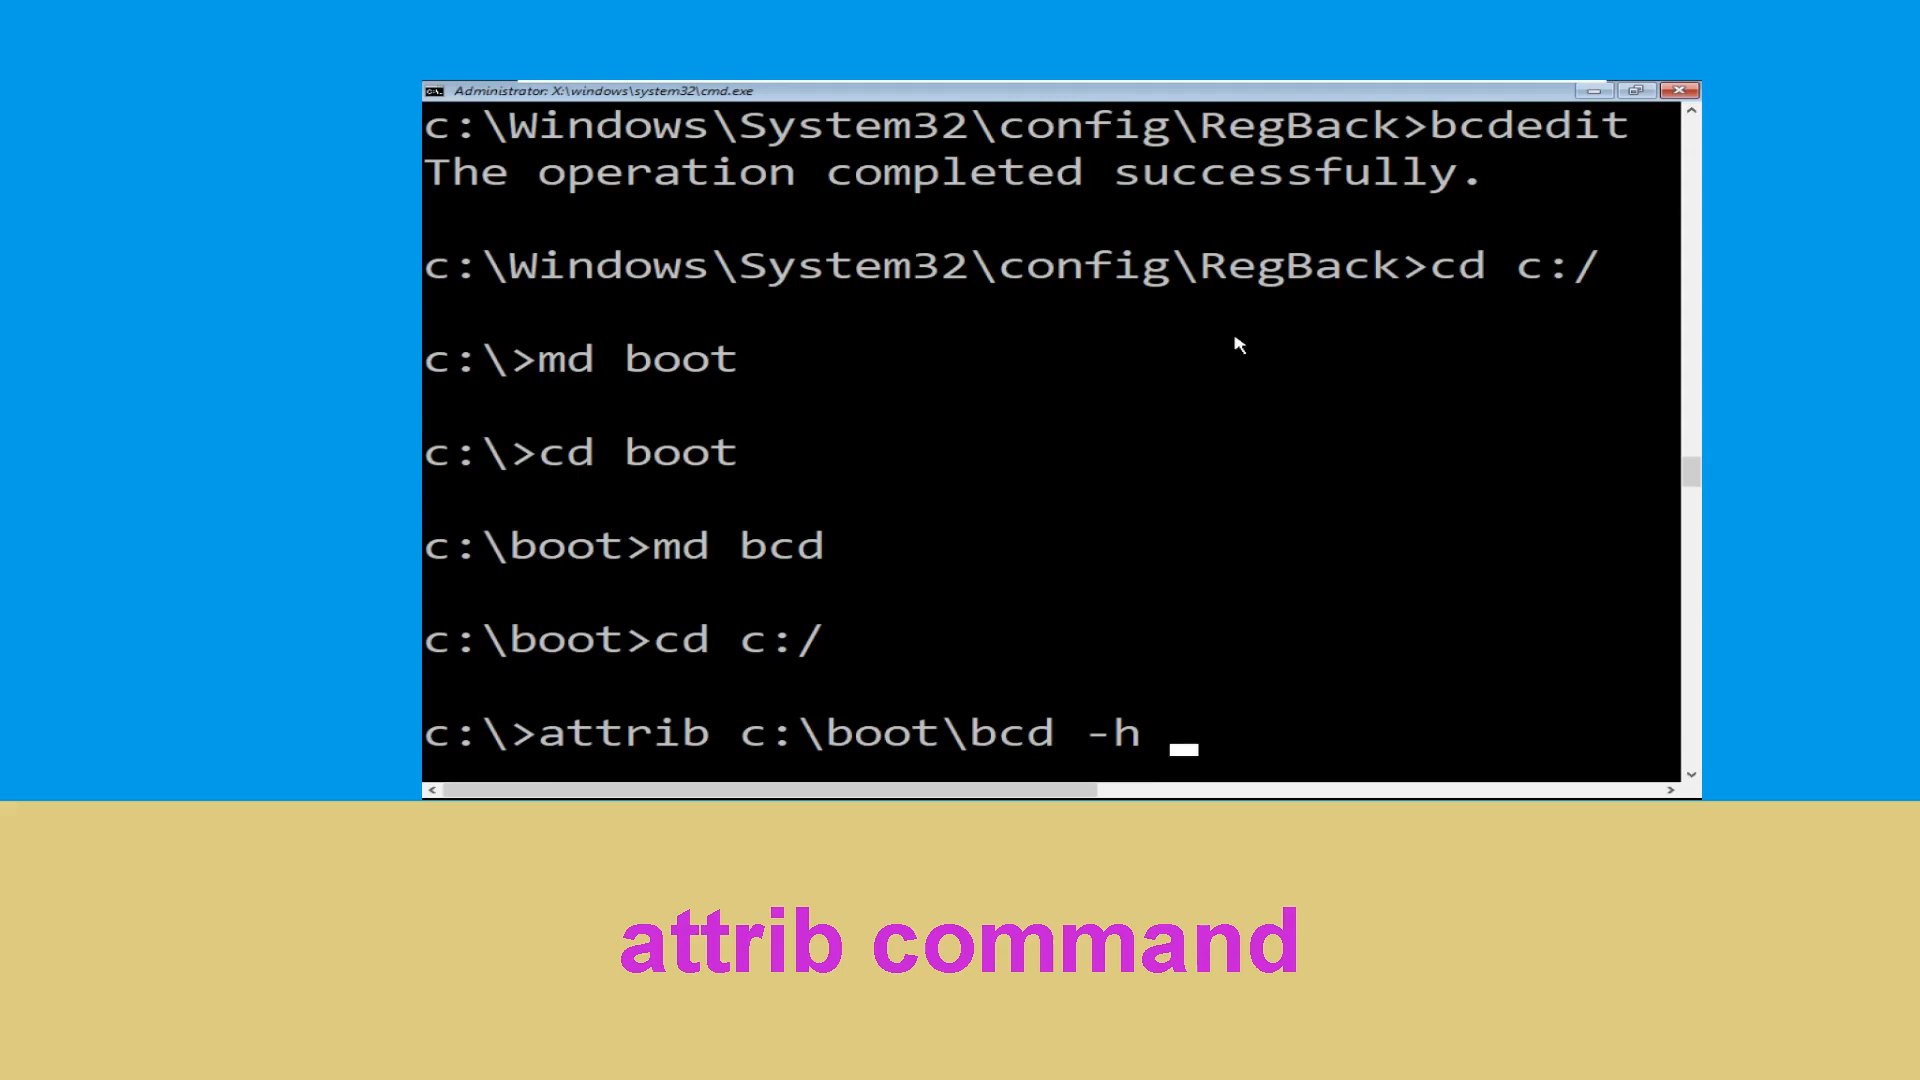 Administrator: X:\windows\system32\cmd.exe
c:\Windows\System32\config\RegBack>bcdedit
The operation completed successfully.
c:\Windows\System32\config\RegBack>cd c:/
c:\>md boot
c:\>cd boot
c:\boot>md bcd
c:\boot>cd c:/
c:\>attrib c:\boot\bcd -h
attrib command